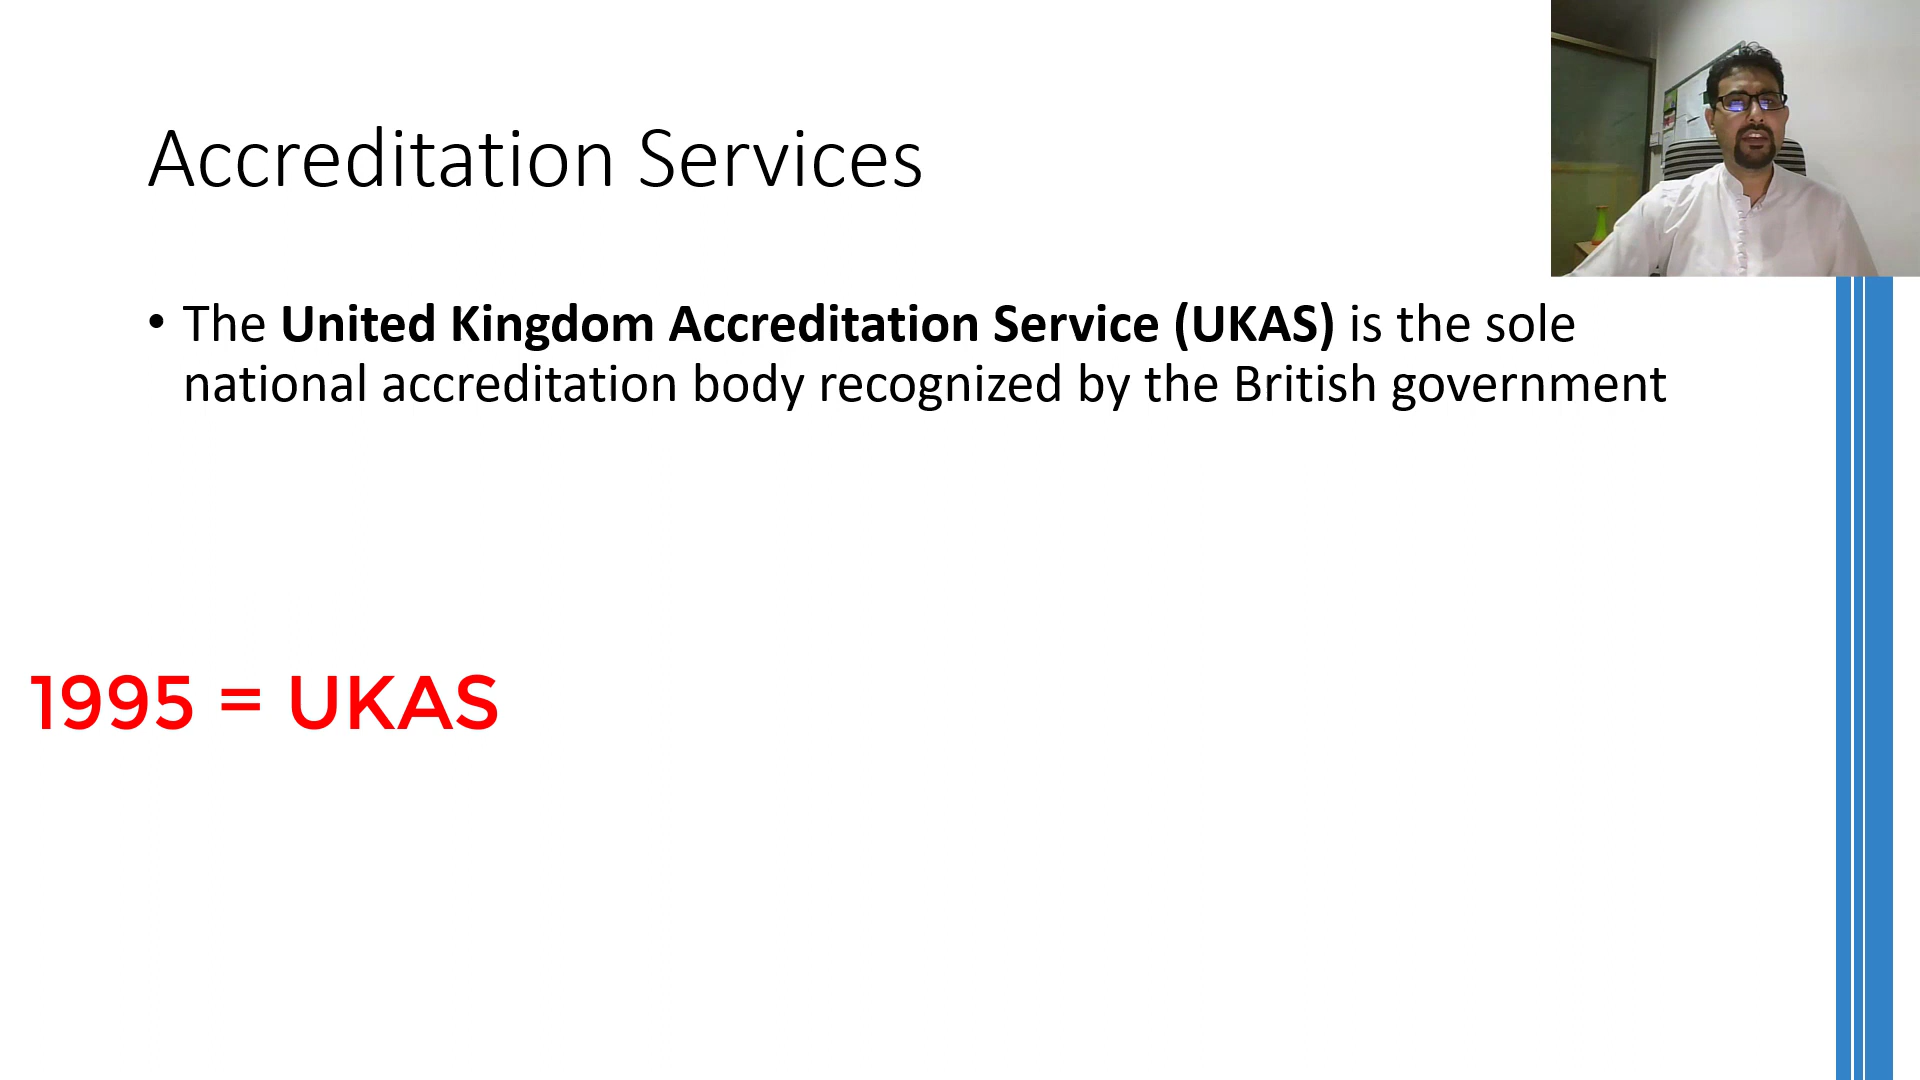 Accreditation Services
• The United Kingdom Accreditation Service (UKAS) is the sole
national accreditation body recognized by the British government
1995 = UKAS